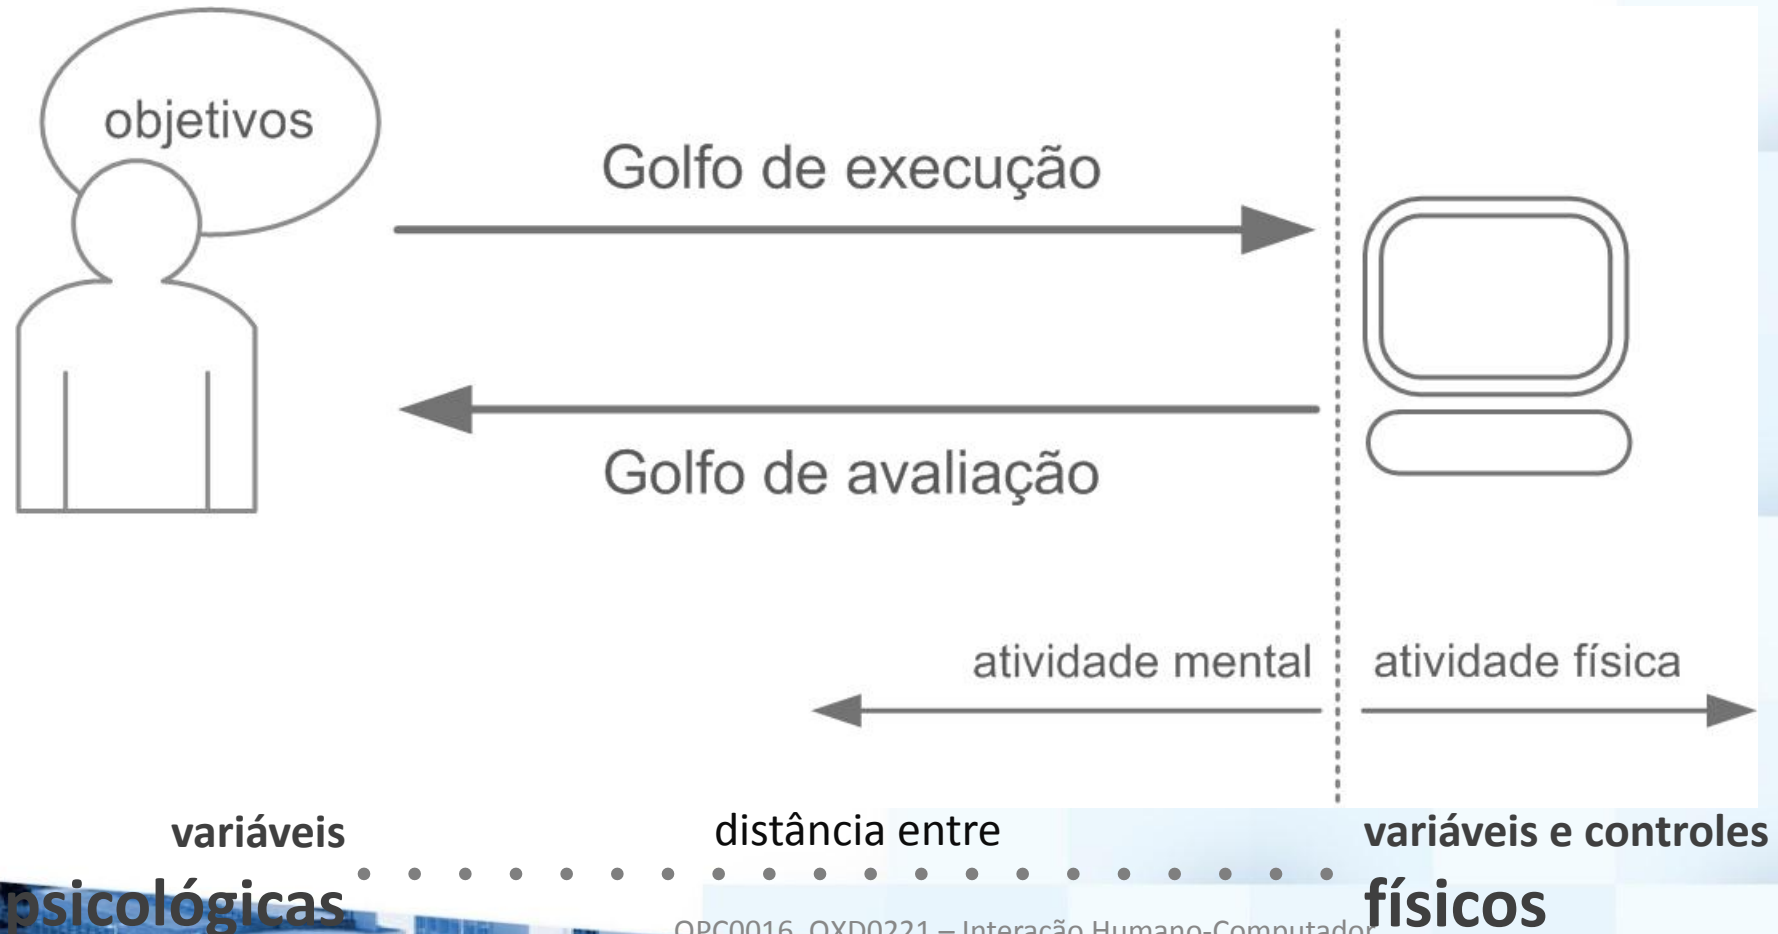 objetivos
Golfo de execução
Golfo de avaliação
atividade mental
atividade física
variáveis
psicológicas
distância entre
variáveis e controles
físicos
QPC0016, QXD0221 – Interação Humano-Computador